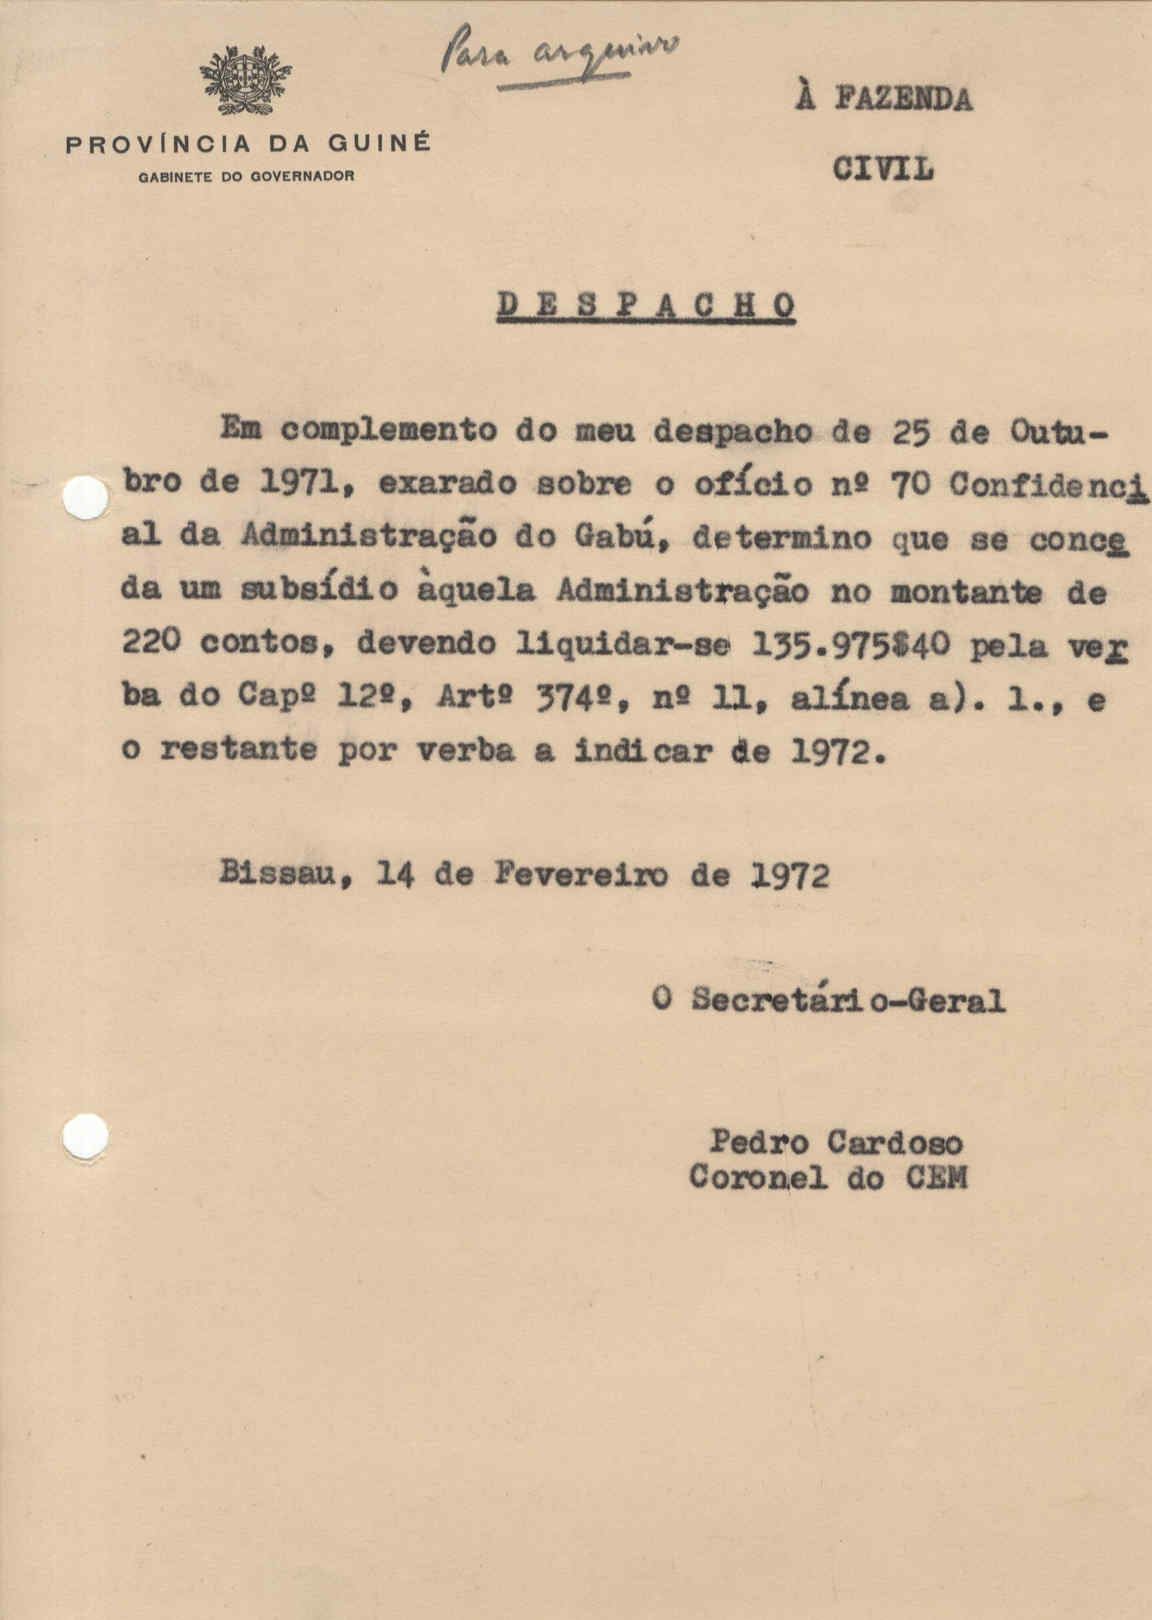 Para arquivo
À FAZENDA
CIVIL
PROVÍNCIA DA GUINÉ
GABINETE DO GOVERNADOR
DESPACHO
Em complemento do meu despacho de 25 de Outu-
bro de 1971, exarado sobre o ofício nº 70 Confidenci
al da Administração do Gabú, determino que se conce
da um subsídio àquela Administração no montante de
220 contos, devendo liquidar-se 135.975$40 pela ver
ba do Capº 12º, Artº 374º, nº 11, alínea a). 1., e
o restante por verba a indicar de 1972.
Bissau, 14 de Fevereiro de 1972
O Secretário-Geral
Pedro Cardoso
Coronel do CEM